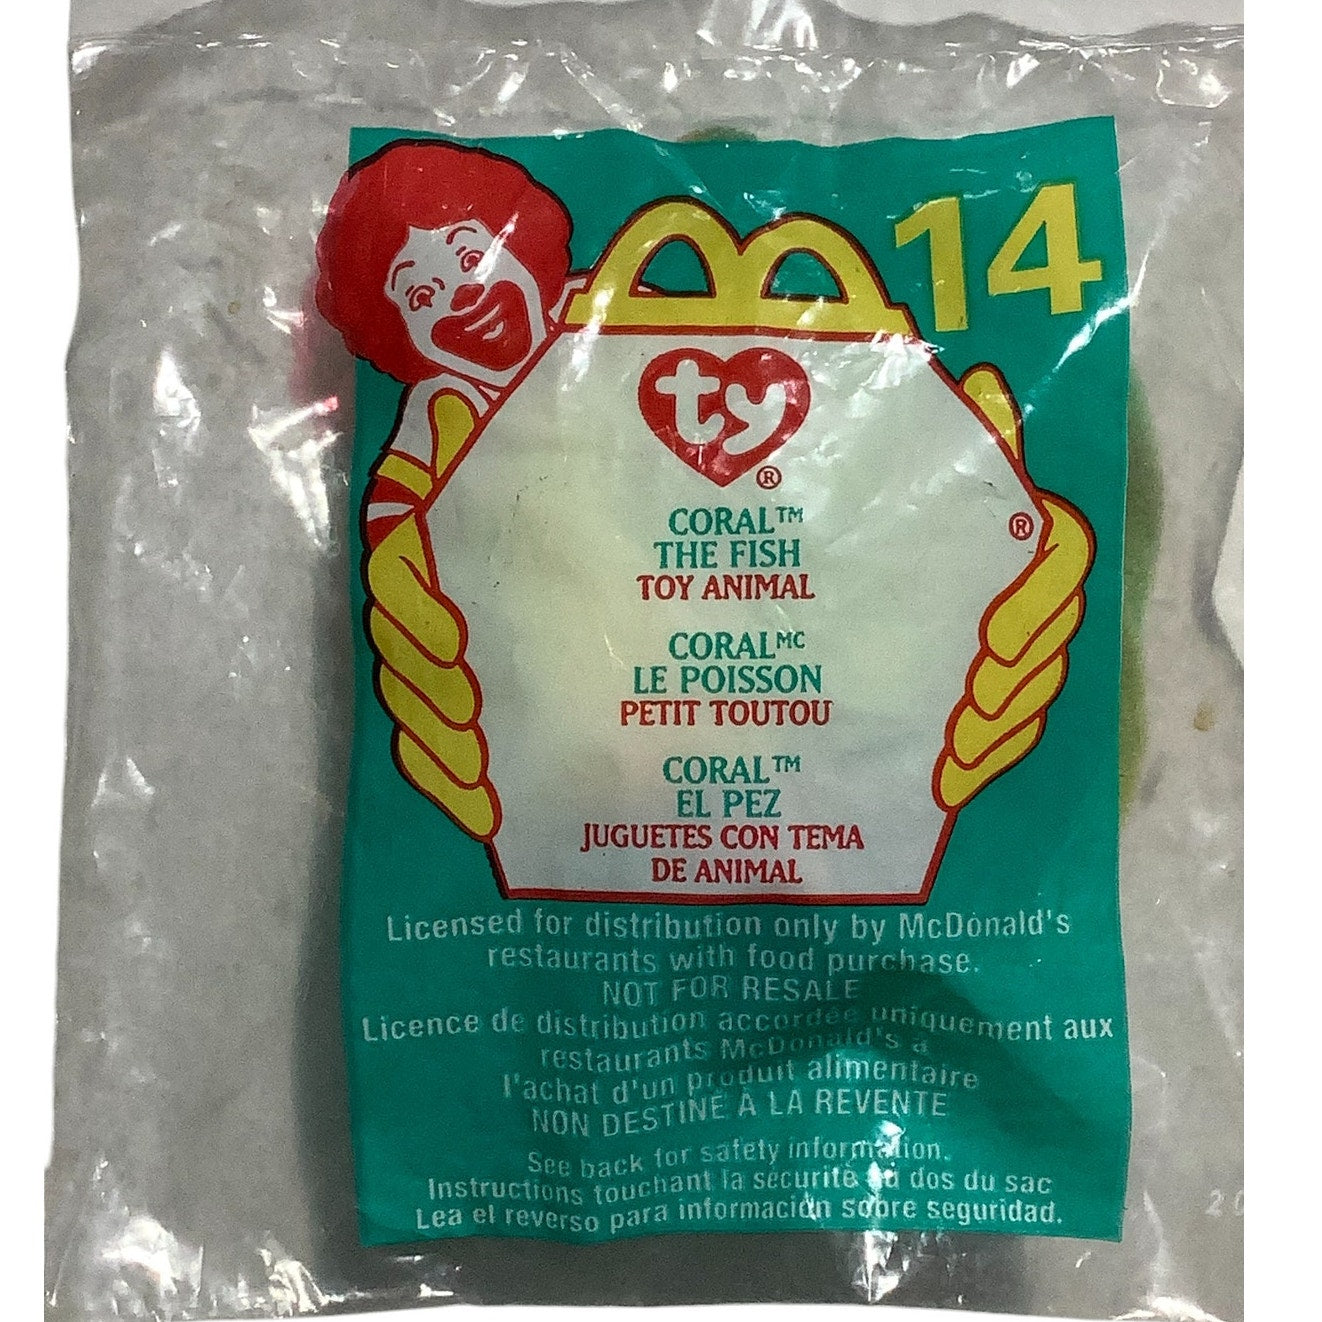 14
ty®
CORAL™
THE FISH
TOY ANIMAL
®
CORALᴹᶜ
LE POISSON
PETIT TOUTOU
CORAL™
EL PEZ
JUGUETES CON TEMA
DE ANIMAL
Licensed for distribution only by McDonald's
restaurants with food purchase.
NOT FOR RESALE
Licence de distribution accordée uniquement aux
restaurants McDonald's à
l'achat d'un produit alimentaire
NON DESTINÉ À LA REVENTE
See back for safety information.
Instructions touchant la sécurité au dos du sac
Lea el reverso para información sobre seguridad.